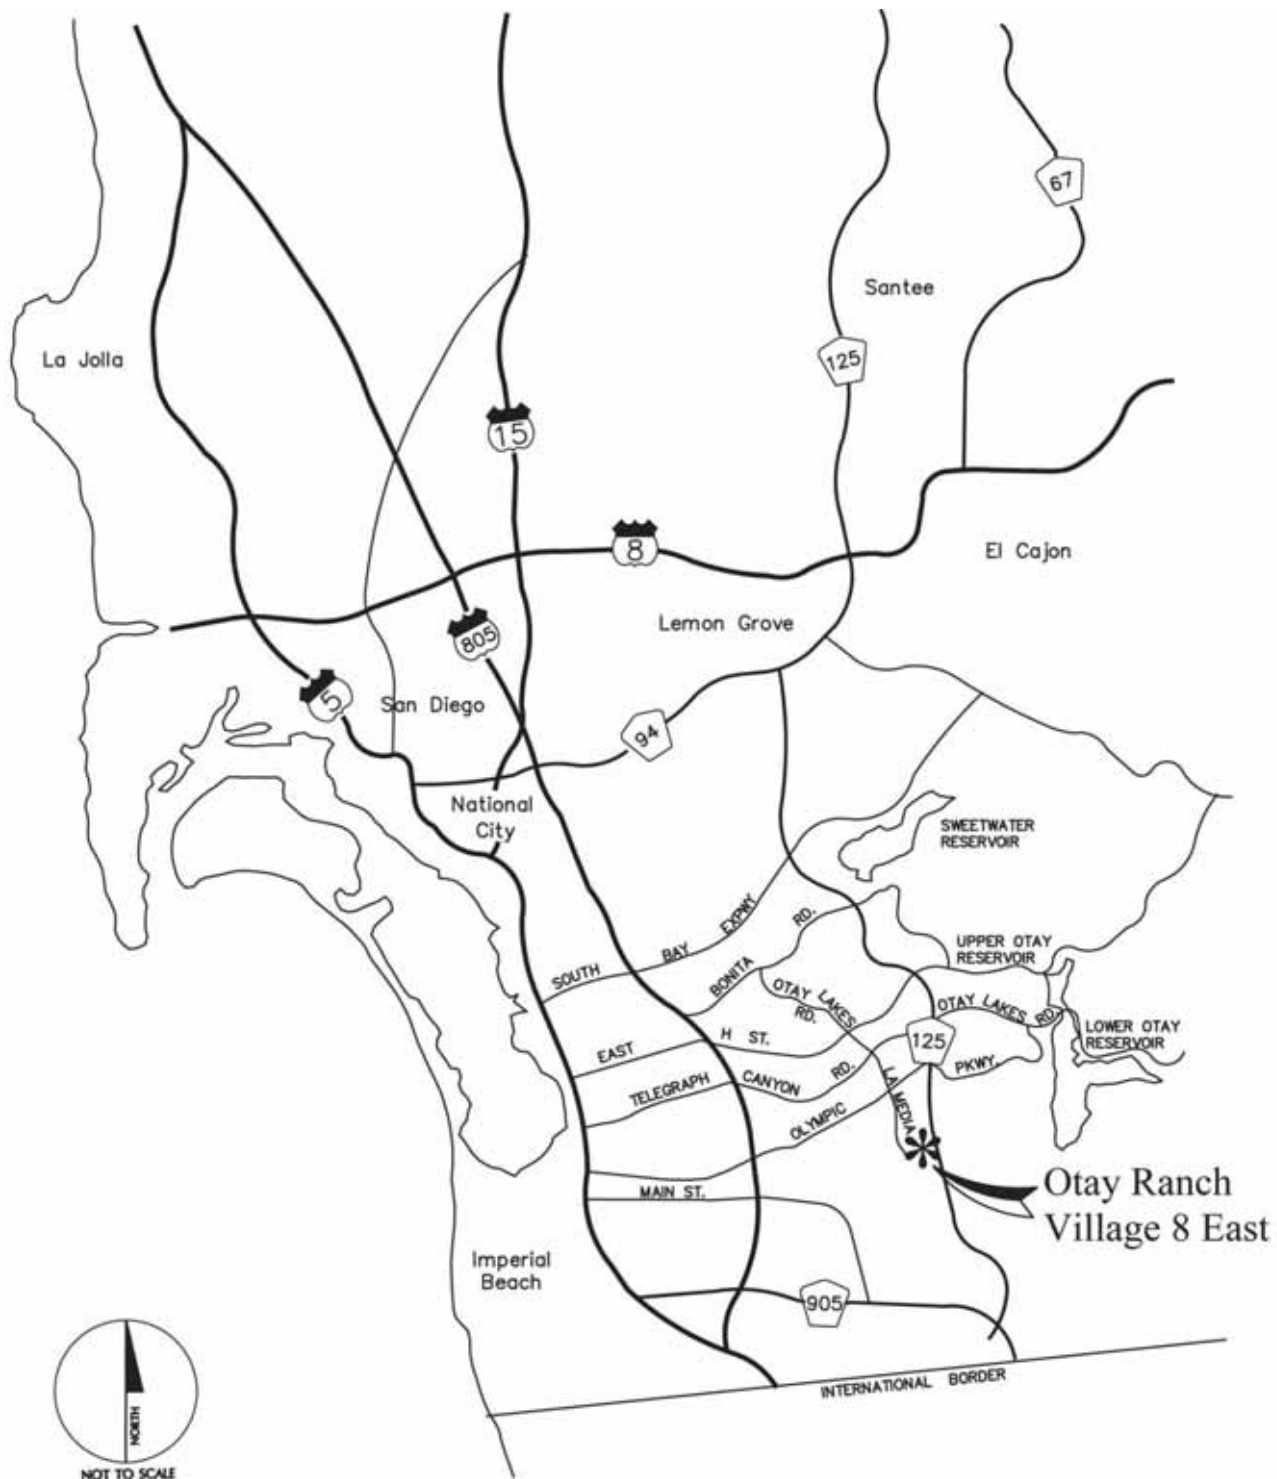 67
Santee
La Jolla
125
15
8
El Cajon
Lemon Grove
805
5
San Diego
94
National
City
SWEETWATER
RESERVOIR
SOUTH BAY EXPWY
BONITA RD.
UPPER OTAY
RESERVOIR
OTAY LAKES
RD.
OTAY LAKES RD.
LOWER OTAY
RESERVOIR
125
EAST H ST.
TELEGRAPH CANYON RD.
LA MEDIA
OLYMPIC PKWY.
MAIN ST.
Otay Ranch
Village 8 East
Imperial
Beach
905
INTERNATIONAL BORDER
NORTH
NOT TO SCALE